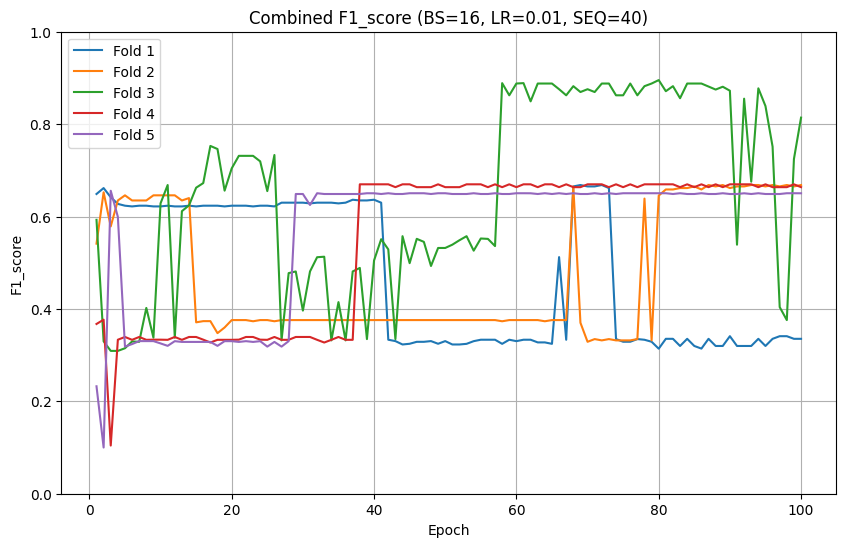 Combined F1_score (BS=16, LR=0.01, SEQ=40)
Fold 1
Fold 2
Fold 3
Fold 4
Fold 5
1.0
0.8
0.6
0.4
0.2
0.0
F1_score
0 20 40 60 80 100
Epoch